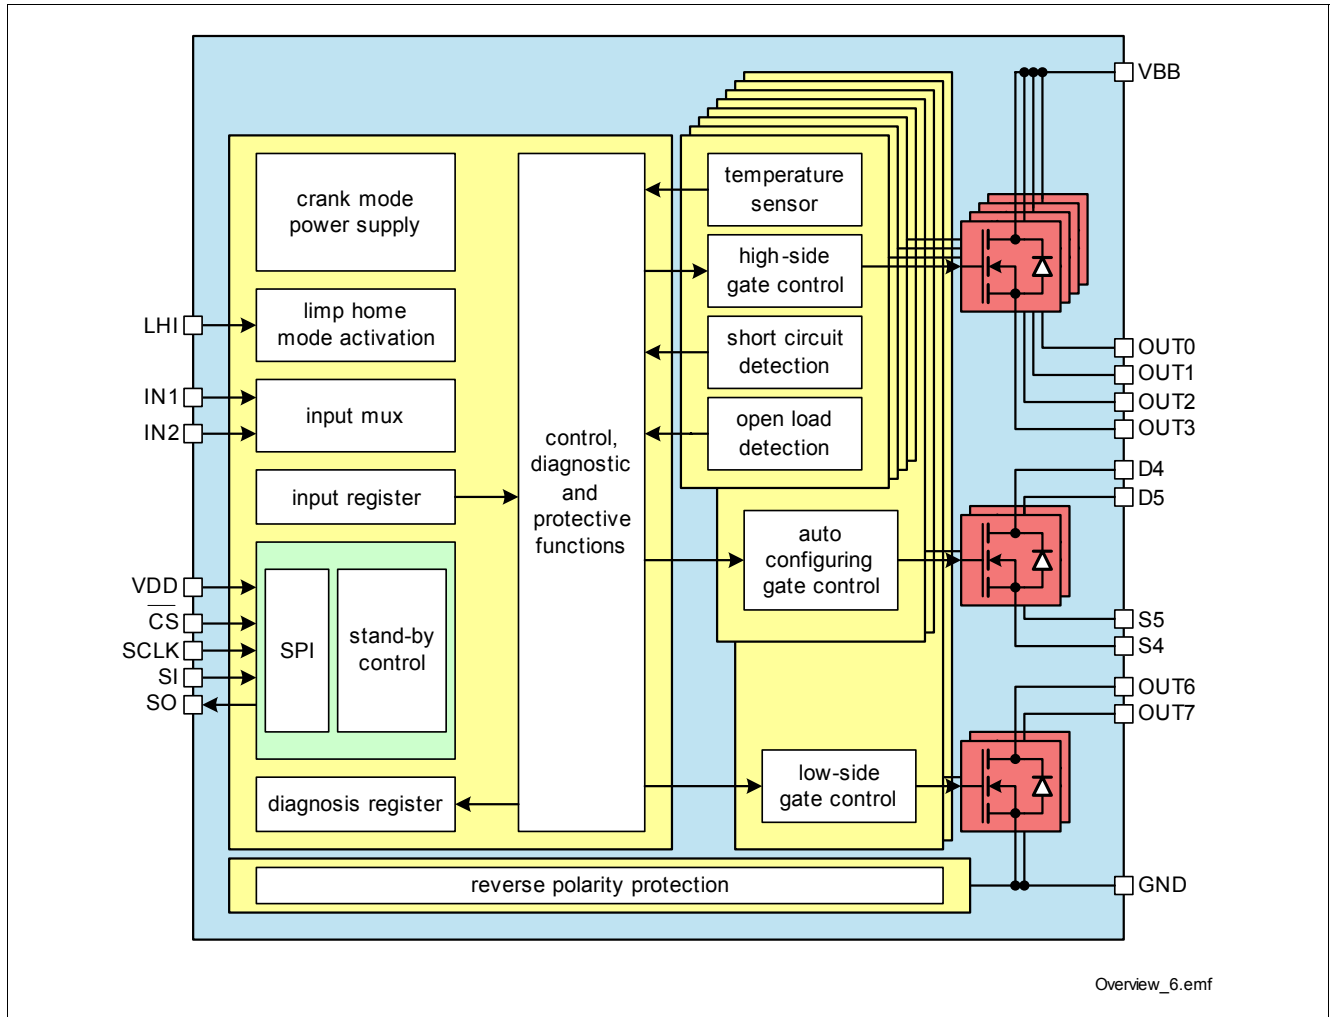 VBB
temperature
sensor
crank mode
power supply
high-side
gate control
LHI
limp home
mode activation
short circuit
detection
OUT0
OUT1
OUT2
OUT3
IN1
IN2
input mux
open load
detection
control,
diagnostic
and
protective
functions
D4
D5
input register
auto
configuring
gate control
VDD
CS
SCLK
SI
SO
SPI
stand-by
control
S5
S4
OUT6
OUT7
low-side
gate control
diagnosis register
reverse polarity protection
GND
Overview_6.emf